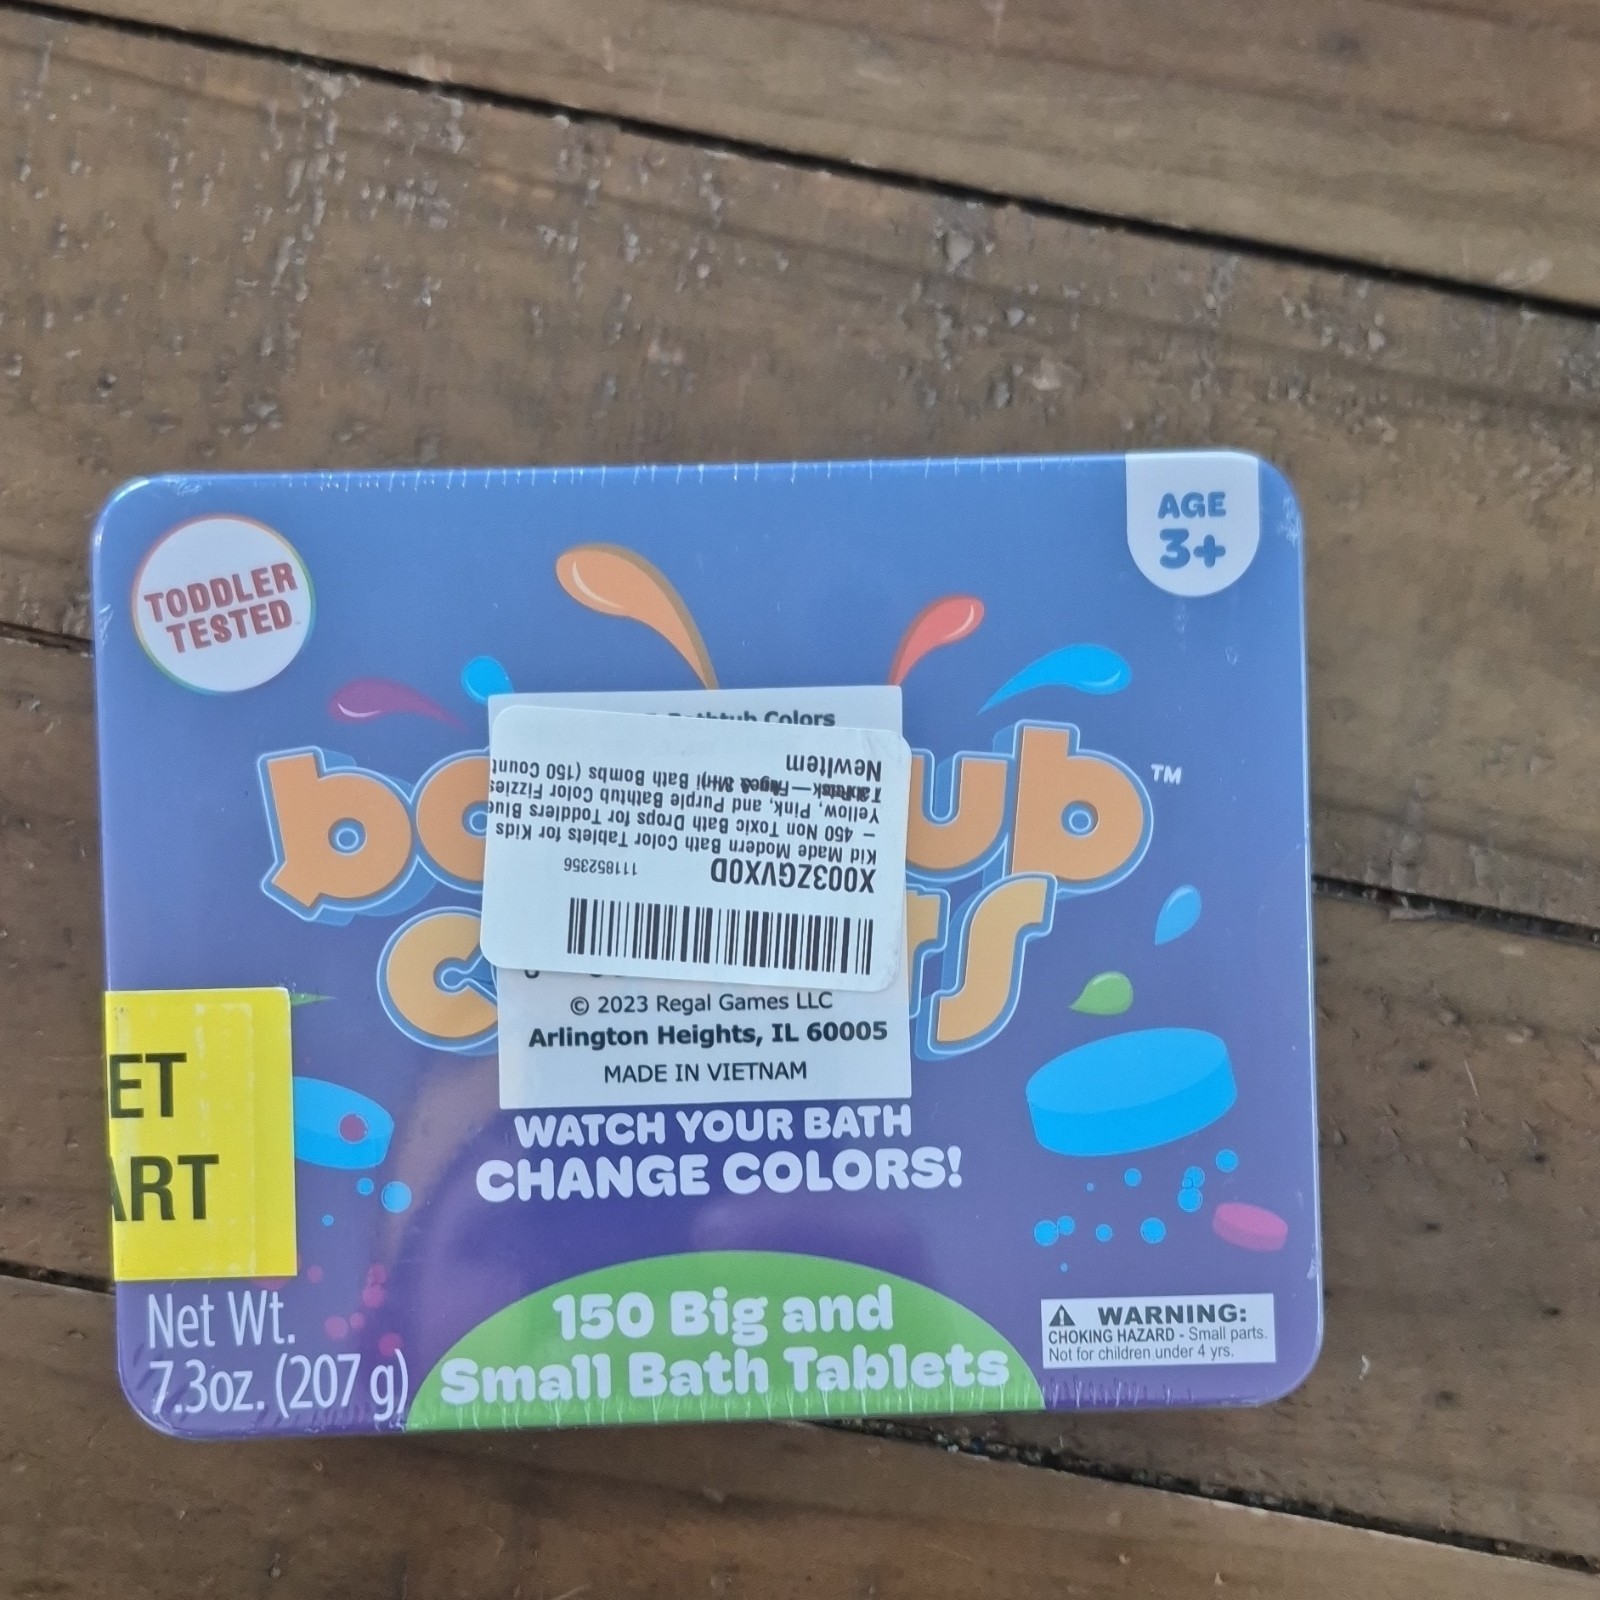 AGE
3+
TODDLER
TESTED
Bathtub Colors
ub
TM
X003ZGVX0D
111852356
Kid Made Modern Bath Color Tablets for Kids
– 450 Non Toxic Bath Drops for Toddlers Blue
Yellow, Pink, and Purple Bathtub Color Fizzies
Bath Bombs (150 Count
NewItem
© 2023 Regal Games LLC
Arlington Heights, IL 60005
MADE IN VIETNAM
ET
ART
WATCH YOUR BATH
CHANGE COLORS!
150 Big and
Small Bath Tablets
Net Wt.
7.3oz. (207 g)
WARNING:
CHOKING HAZARD - Small parts.
Not for children under 4 yrs.